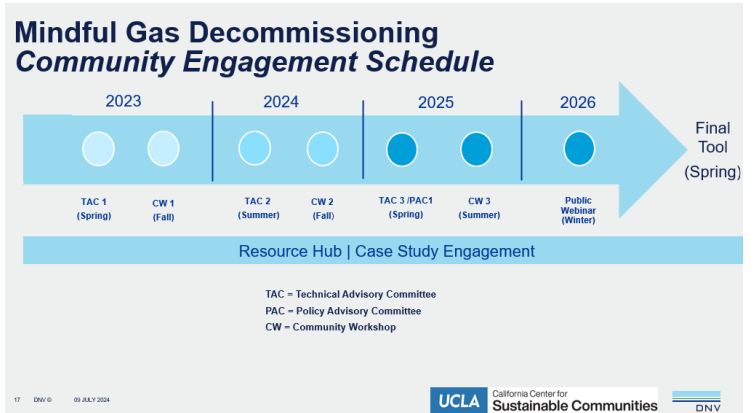 Mindful Gas Decommissioning
Community Engagement Schedule
2023
2024
2025
2026
Final
Tool
(Spring)
TAC 1
(Spring)
CW 1
(Fall)
TAC 2
(Summer)
CW 2
(Fall)
TAC 3 /PAC1
(Spring)
CW 3
(Summer)
Public
Webinar
(Winter)
Resource Hub | Case Study Engagement
TAC = Technical Advisory Committee
PAC = Policy Advisory Committee
CW = Community Workshop
17 DNV © 09 JULY 2024
UCLA
California Center for
Sustainable Communities
DNV